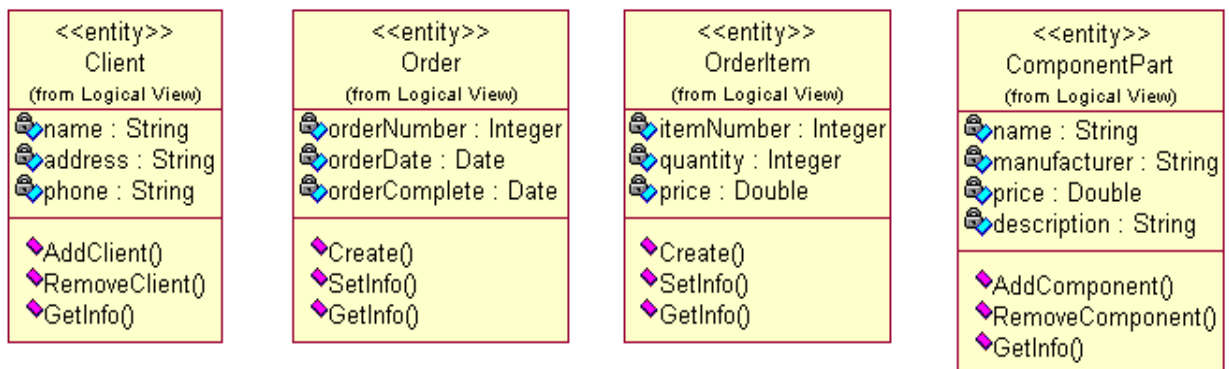 <<entity>>
Client
(from Logical View)
name : String
address : String
phone : String
AddClient()
RemoveClient()
GetInfo()
<<entity>>
Order
(from Logical View)
orderNumber : Integer
orderDate : Date
orderComplete : Date
Create()
SetInfo()
GetInfo()
<<entity>>
OrderItem
(from Logical View)
itemNumber : Integer
quantity : Integer
price : Double
Create()
SetInfo()
GetInfo()
<<entity>>
ComponentPart
(from Logical View)
name : String
manufacturer : String
price : Double
description : String
AddComponent()
RemoveComponent()
GetInfo()